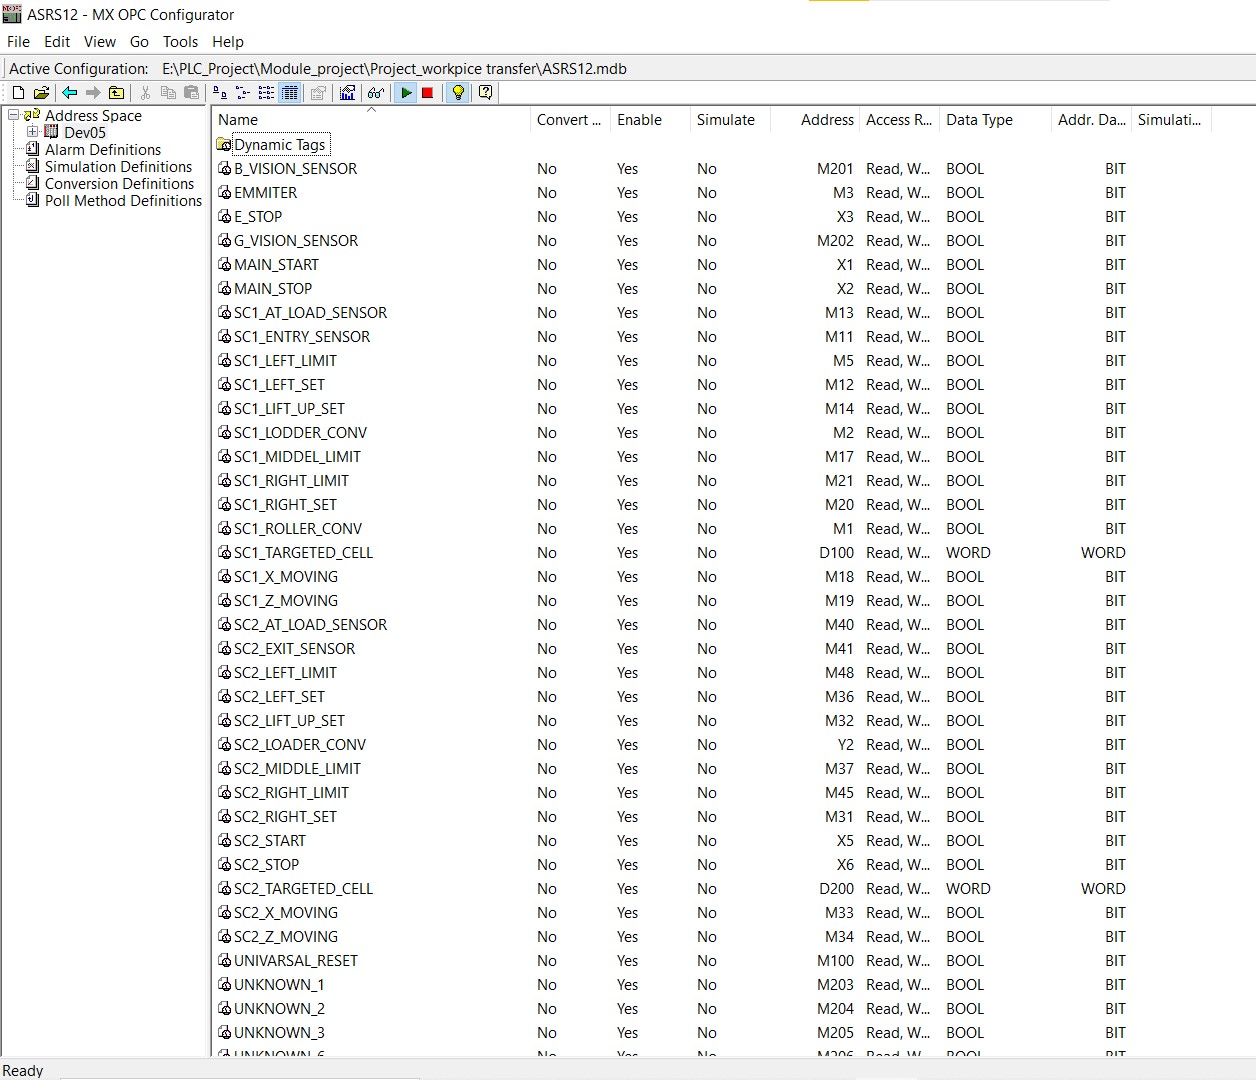 ASRS12 - MX OPC Configurator
File Edit View Go Tools Help
Active Configuration: E:\PLC_Project\Module_project\Project_workpice transfer\ASRS12.mdb
Address Space
Dev05
Alarm Definitions
Simulation Definitions
Conversion Definitions
Poll Method Definitions
Name Convert ... Enable Simulate Address Access R... Data Type Addr. Da... Simulati...
Dynamic Tags
B_VISION_SENSOR No Yes No M201 Read, W... BOOL BIT
EMMITER No Yes No M3 Read, W... BOOL BIT
E_STOP No Yes No X3 Read, W... BOOL BIT
G_VISION_SENSOR No Yes No M202 Read, W... BOOL BIT
MAIN_START No Yes No X1 Read, W... BOOL BIT
MAIN_STOP No Yes No X2 Read, W... BOOL BIT
SC1_AT_LOAD_SENSOR No Yes No M13 Read, W... BOOL BIT
SC1_ENTRY_SENSOR No Yes No M11 Read, W... BOOL BIT
SC1_LEFT_LIMIT No Yes No M5 Read, W... BOOL BIT
SC1_LEFT_SET No Yes No M12 Read, W... BOOL BIT
SC1_LIFT_UP_SET No Yes No M14 Read, W... BOOL BIT
SC1_LODDER_CONV No Yes No M2 Read, W... BOOL BIT
SC1_MIDDEL_LIMIT No Yes No M17 Read, W... BOOL BIT
SC1_RIGHT_LIMIT No Yes No M21 Read, W... BOOL BIT
SC1_RIGHT_SET No Yes No M20 Read, W... BOOL BIT
SC1_ROLLER_CONV No Yes No M1 Read, W... BOOL BIT
SC1_TARGETED_CELL No Yes No D100 Read, W... WORD WORD
SC1_X_MOVING No Yes No M18 Read, W... BOOL BIT
SC1_Z_MOVING No Yes No M19 Read, W... BOOL BIT
SC2_AT_LOAD_SENSOR No Yes No M40 Read, W... BOOL BIT
SC2_EXIT_SENSOR No Yes No M41 Read, W... BOOL BIT
SC2_LEFT_LIMIT No Yes No M48 Read, W... BOOL BIT
SC2_LEFT_SET No Yes No M36 Read, W... BOOL BIT
SC2_LIFT_UP_SET No Yes No M32 Read, W... BOOL BIT
SC2_LOADER_CONV No Yes No Y2 Read, W... BOOL BIT
SC2_MIDDLE_LIMIT No Yes No M37 Read, W... BOOL BIT
SC2_RIGHT_LIMIT No Yes No M45 Read, W... BOOL BIT
SC2_RIGHT_SET No Yes No M31 Read, W... BOOL BIT
SC2_START No Yes No X5 Read, W... BOOL BIT
SC2_STOP No Yes No X6 Read, W... BOOL BIT
SC2_TARGETED_CELL No Yes No D200 Read, W... WORD WORD
SC2_X_MOVING No Yes No M33 Read, W... BOOL BIT
SC2_Z_MOVING No Yes No M34 Read, W... BOOL BIT
UNIVARSAL_RESET No Yes No M100 Read, W... BOOL BIT
UNKNOWN_1 No Yes No M203 Read, W... BOOL BIT
UNKNOWN_2 No Yes No M204 Read, W... BOOL BIT
UNKNOWN_3 No Yes No M205 Read, W... BOOL BIT
Ready